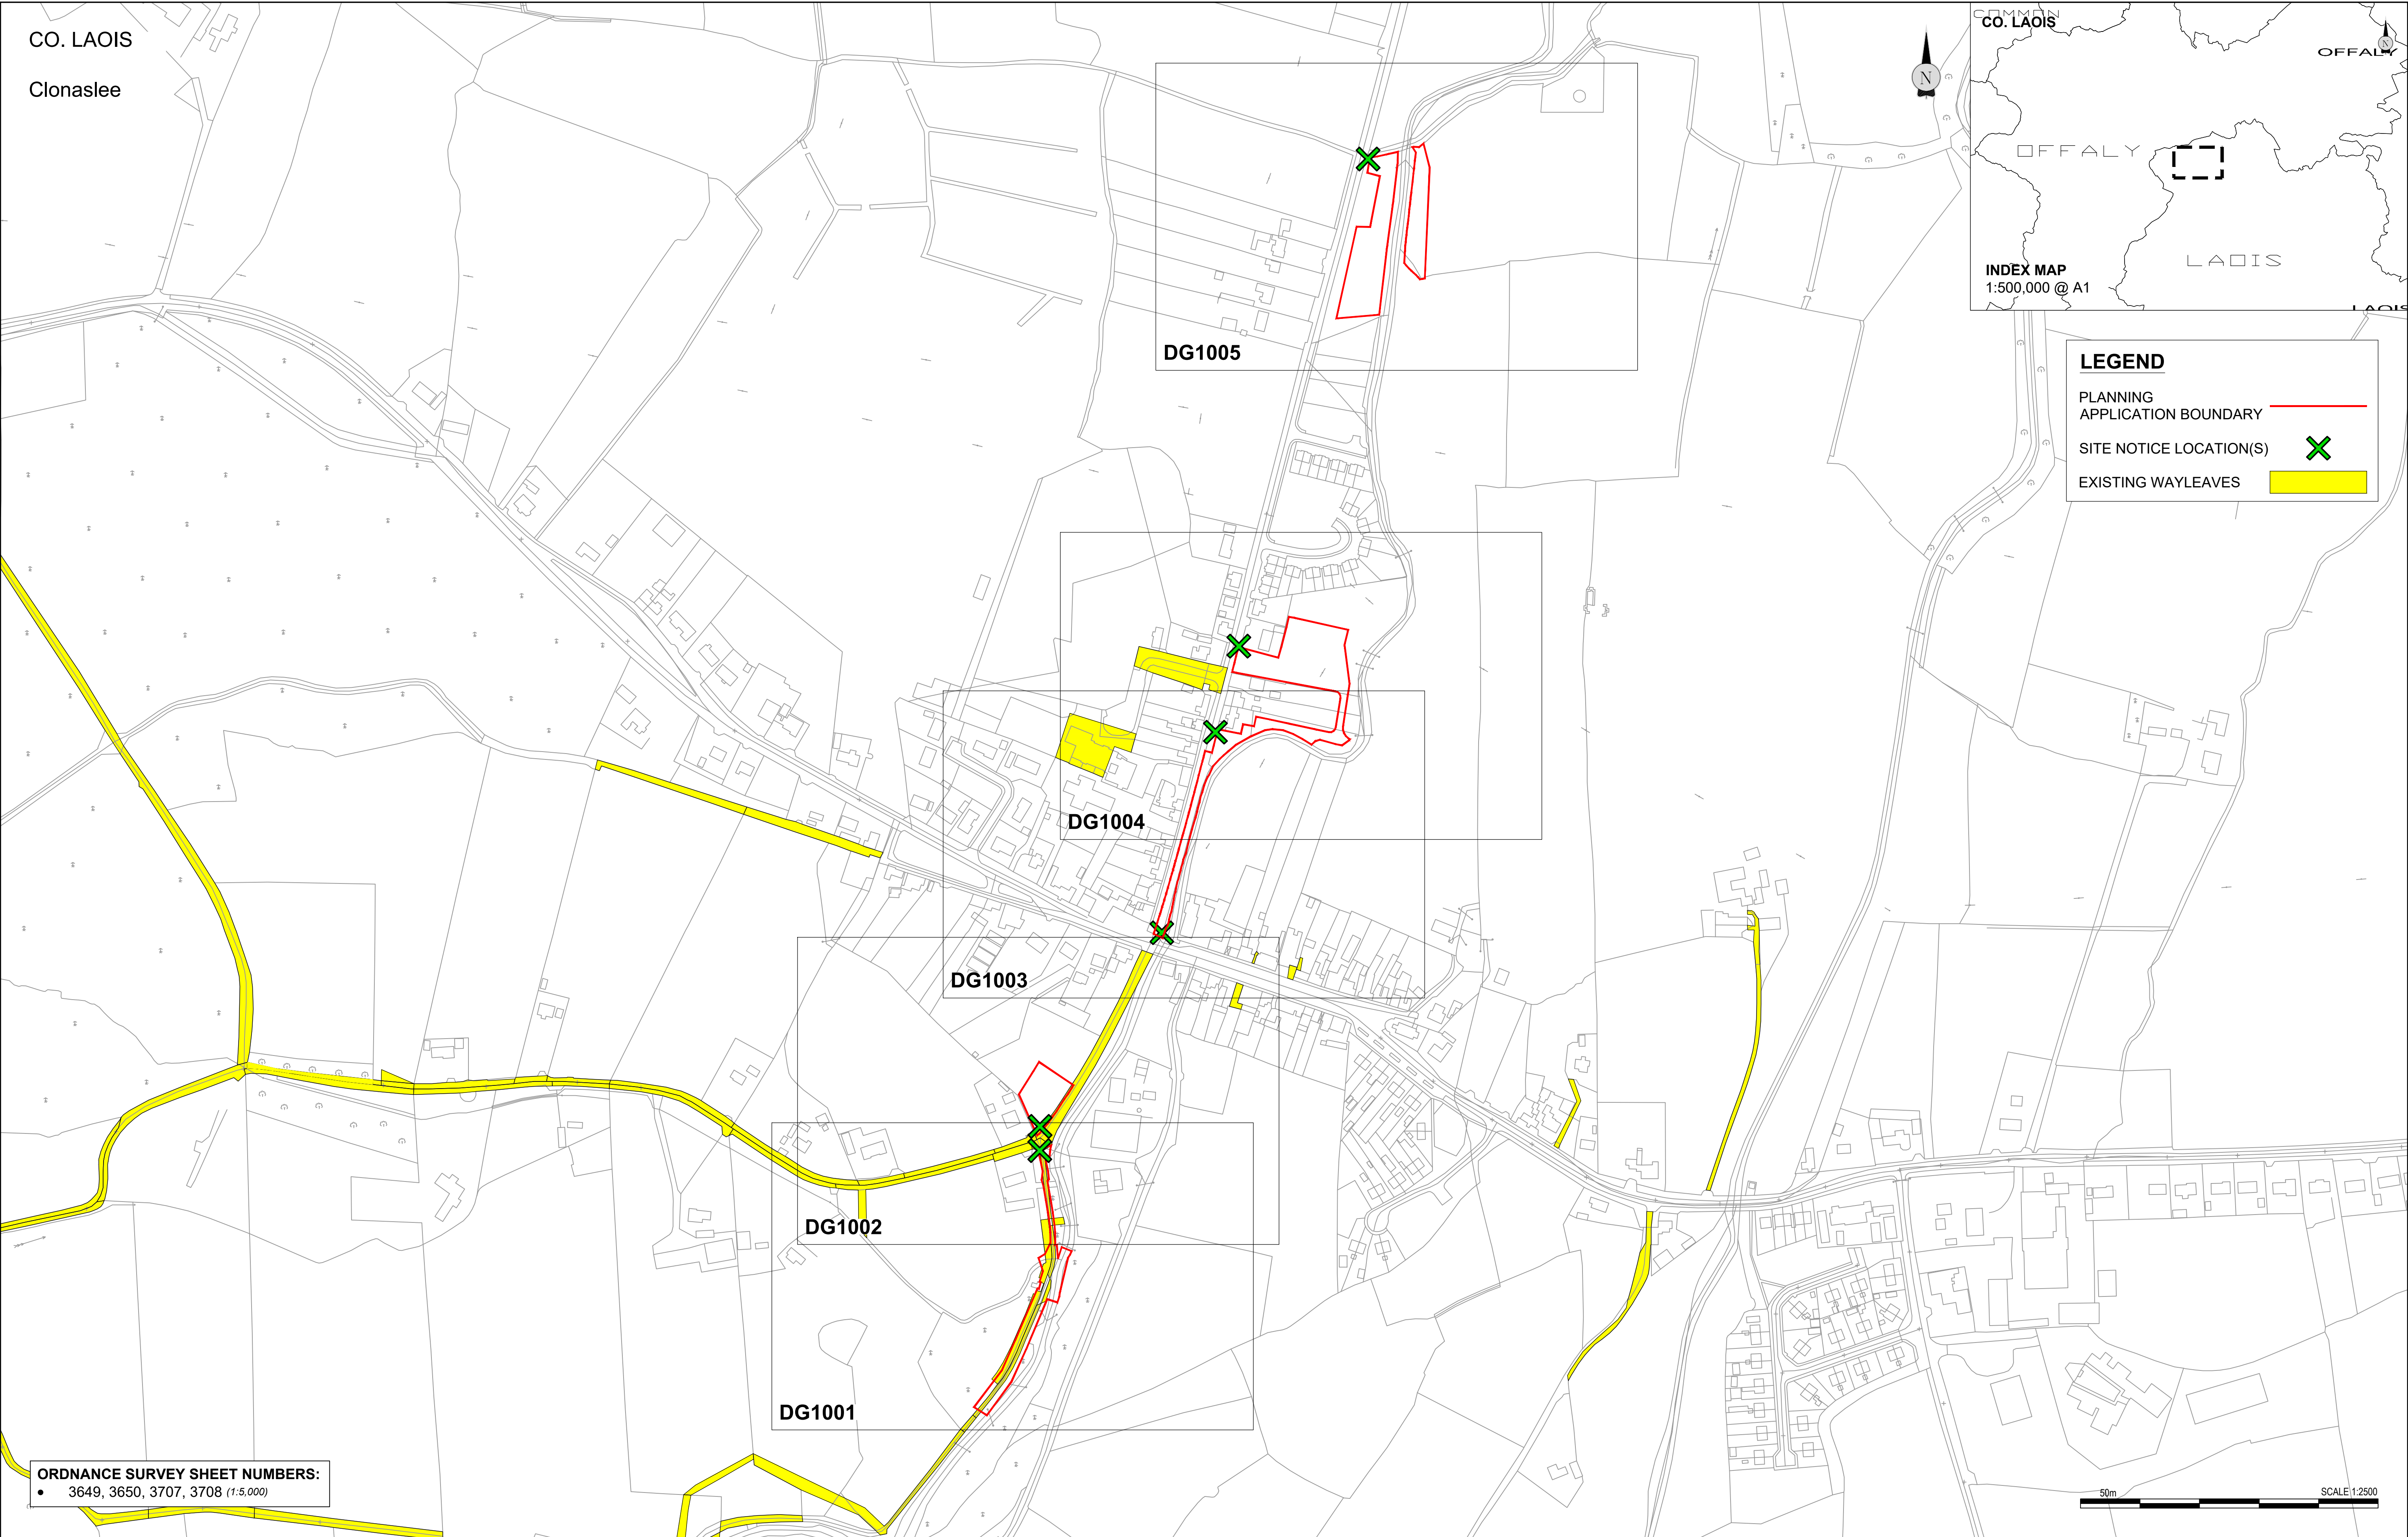 CO. LAOIS
Clonaslee
N
COMMON
CO. LAOIS
OFFALY
N
OFFALY
LAOIS
INDEX MAP
1:500,000 @ A1
LAOIS
LEGEND
PLANNING
APPLICATION BOUNDARY
SITE NOTICE LOCATION(S)
EXISTING WAYLEAVES
DG1005
DG1004
DG1003
DG1002
DG1001
ORDNANCE SURVEY SHEET NUMBERS:
• 3649, 3650, 3707, 3708 (1:5,000)
50m
SCALE 1:2500